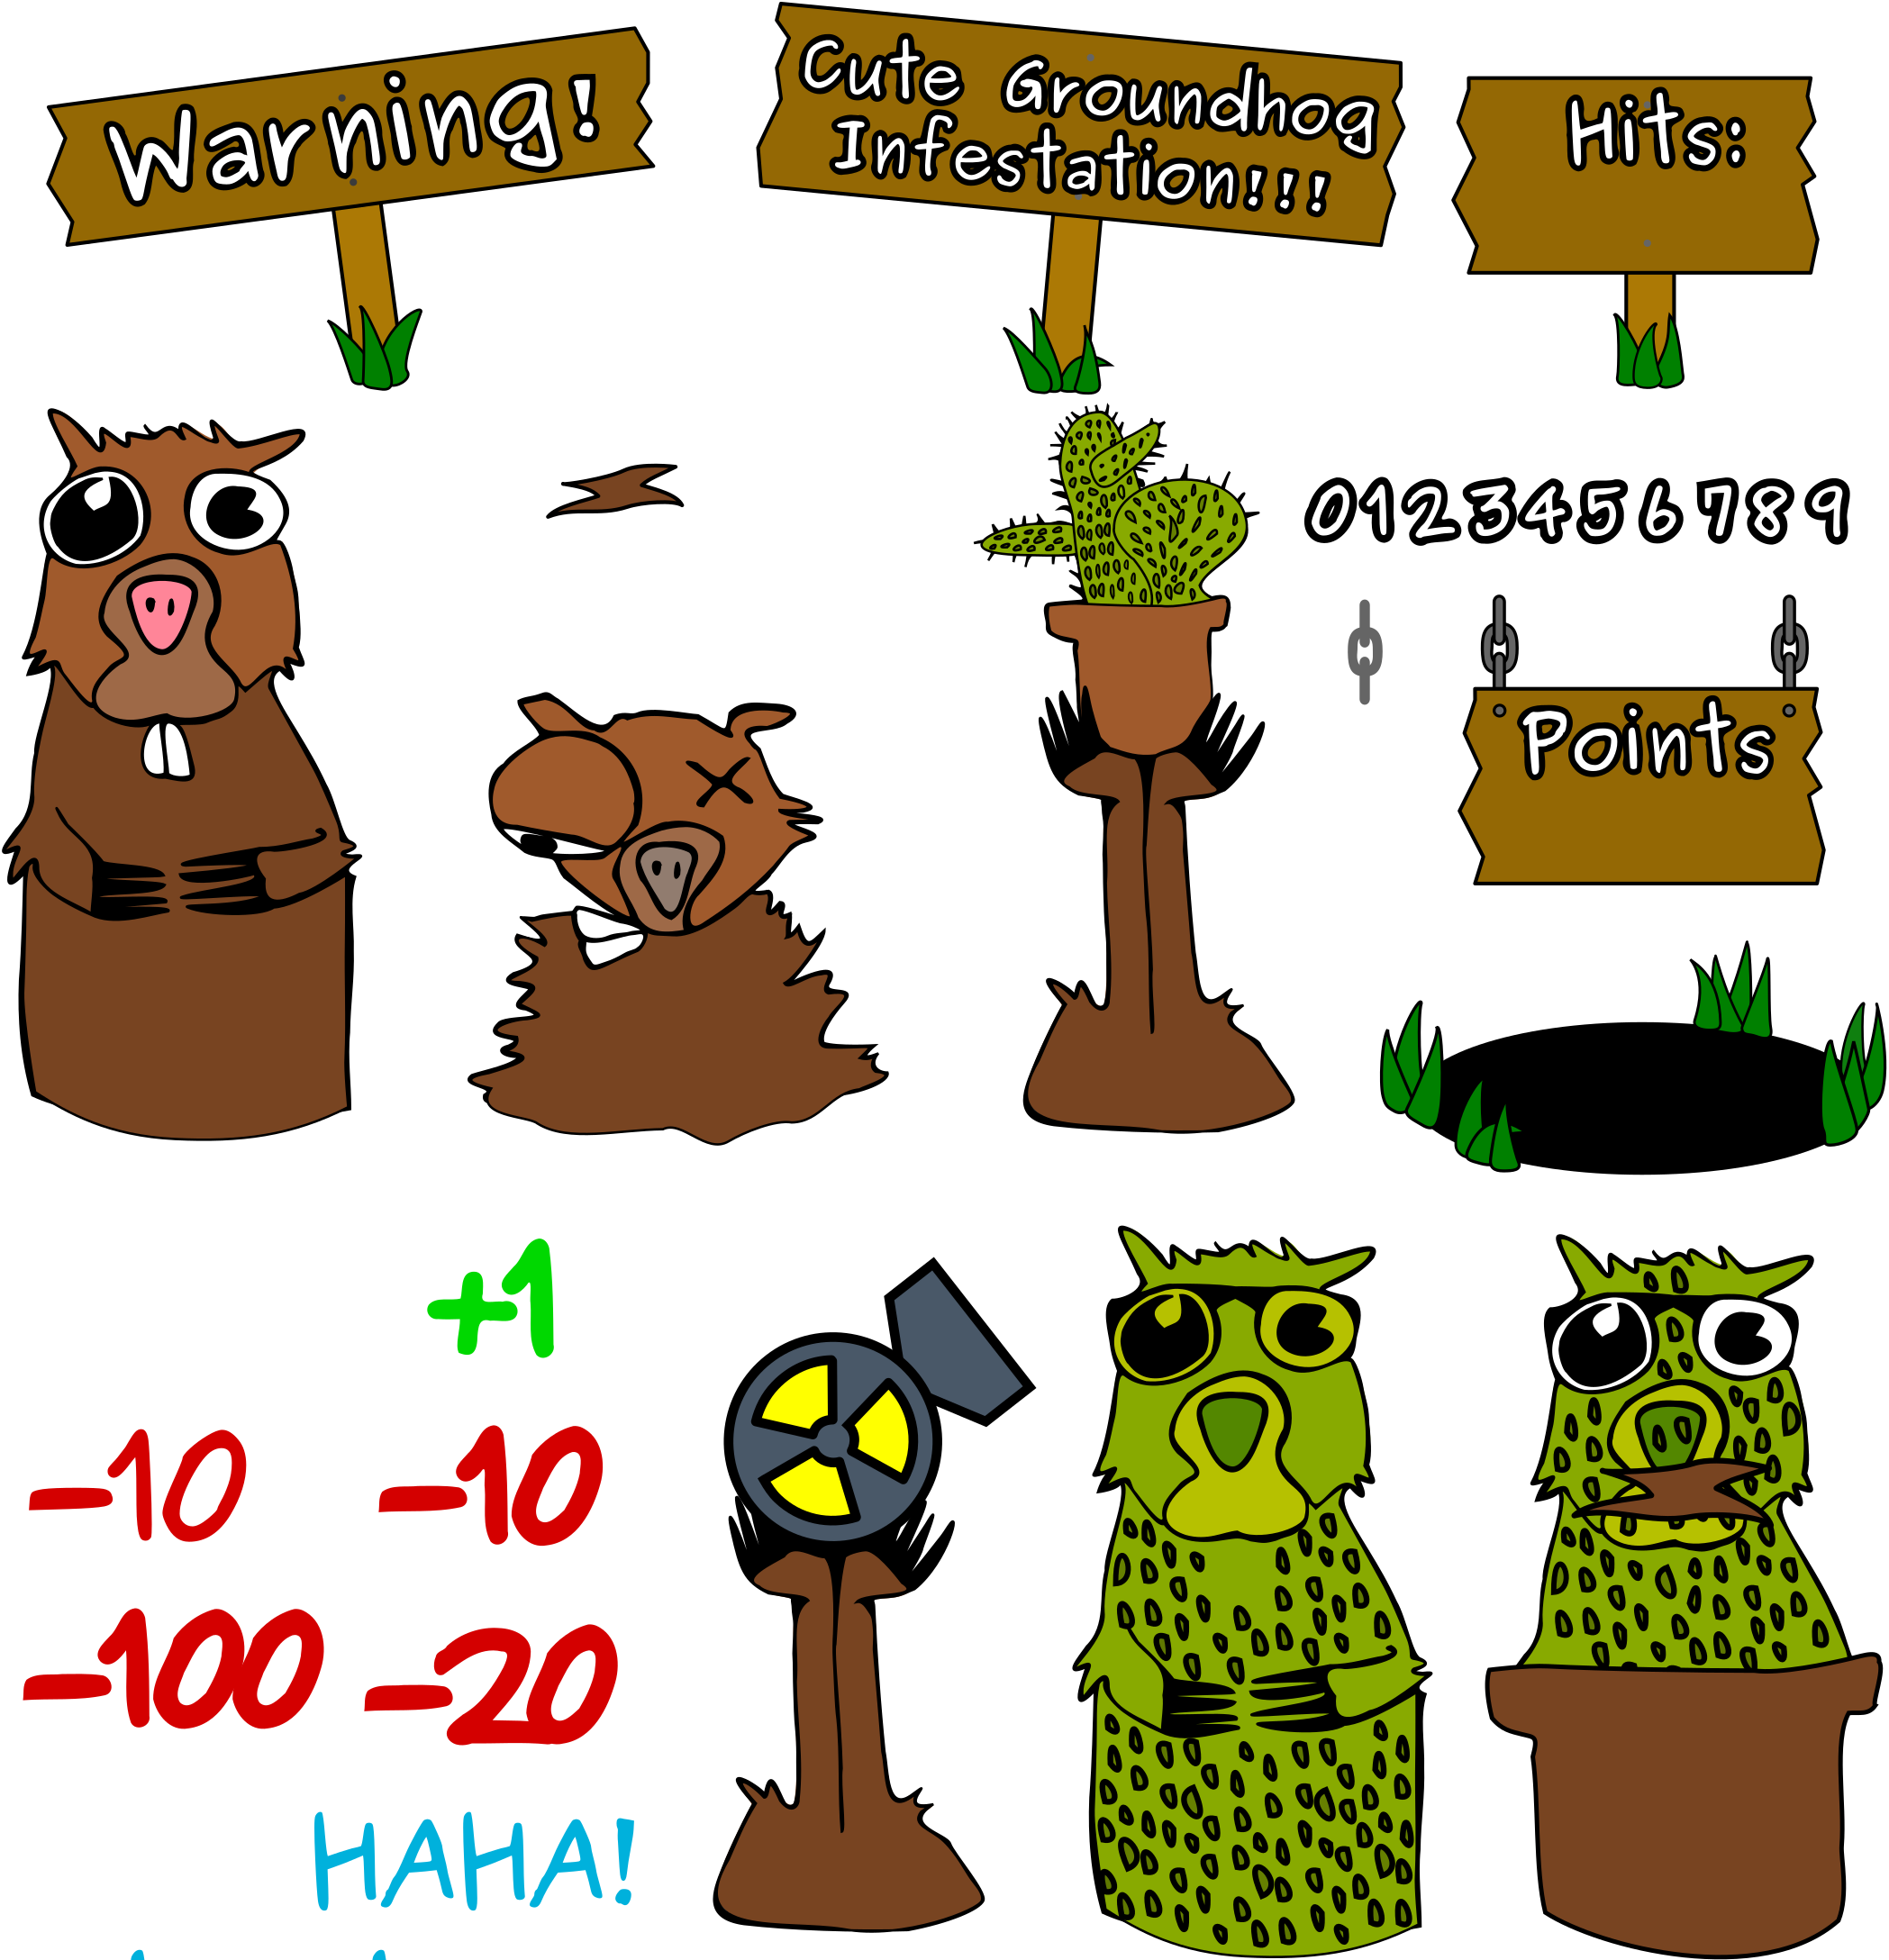 Warning!
Cute Groundhog
Infestation!!!
Hits:
0123456789
Points
+1
-10 -10
-100 -20
HAHA!